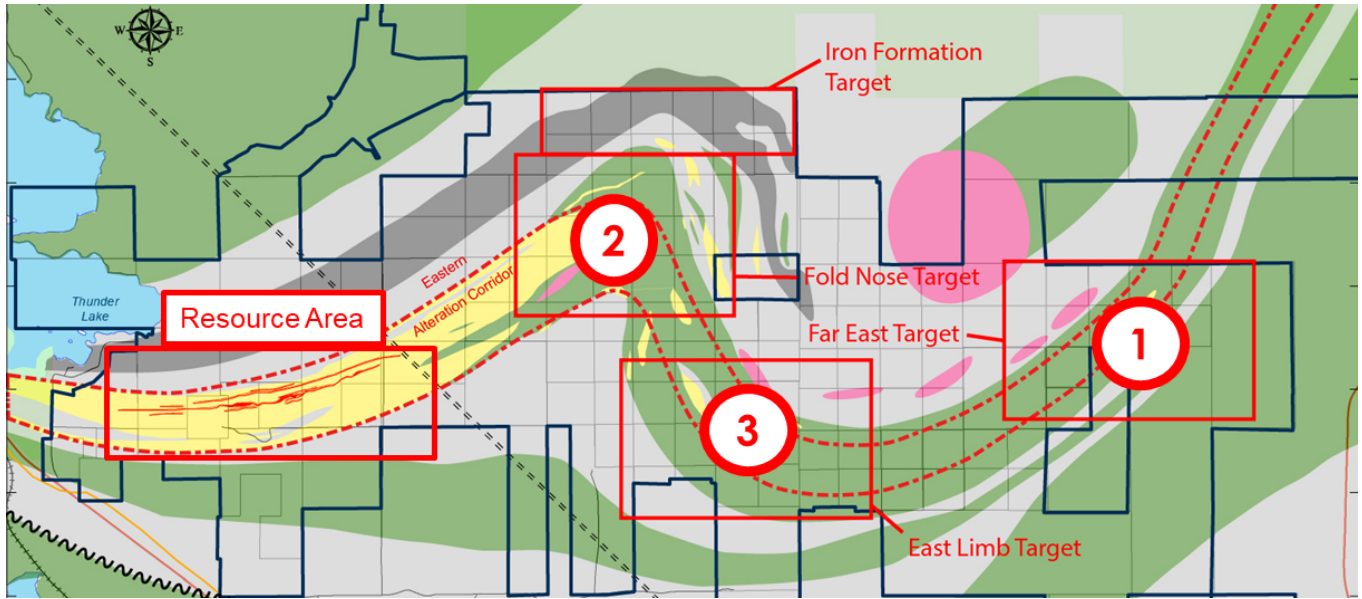 N
W
E
S
Iron Formation
Target
2
Fold Nose Target
Eastern
Alteration Corridor
Thunder
Lake
Resource Area
Far East Target
1
3
East Limb Target